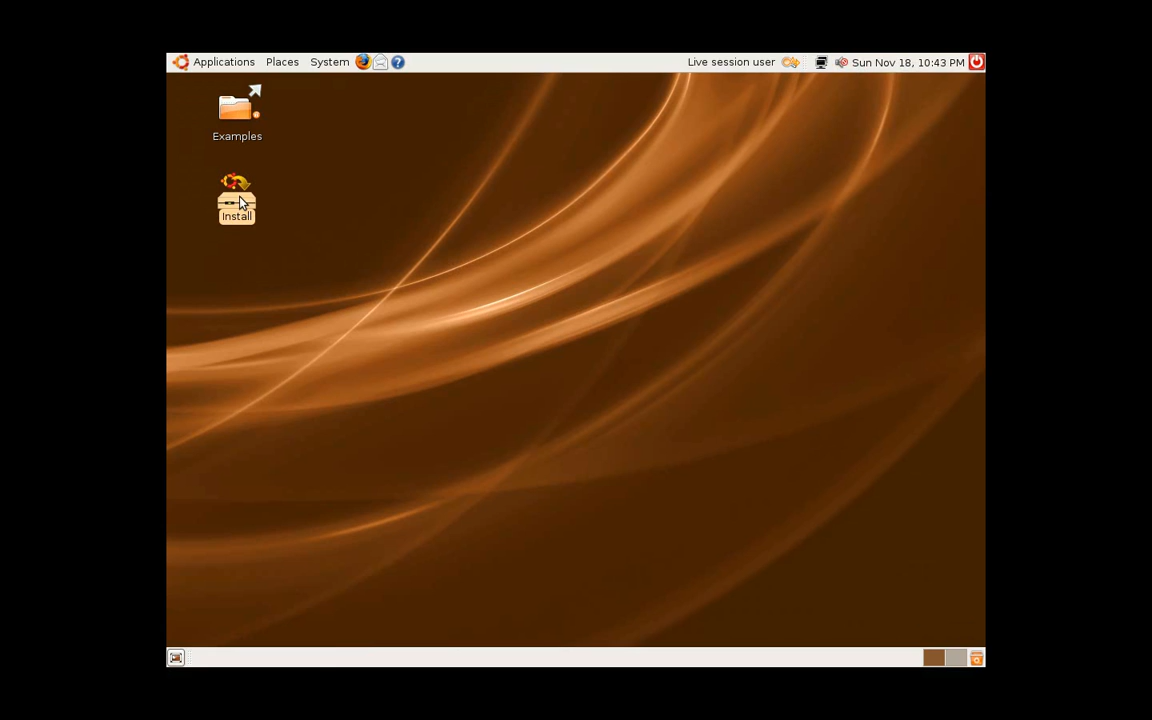 Applications Places System Live session user Sun Nov 18, 10:43 PM
Examples
Install